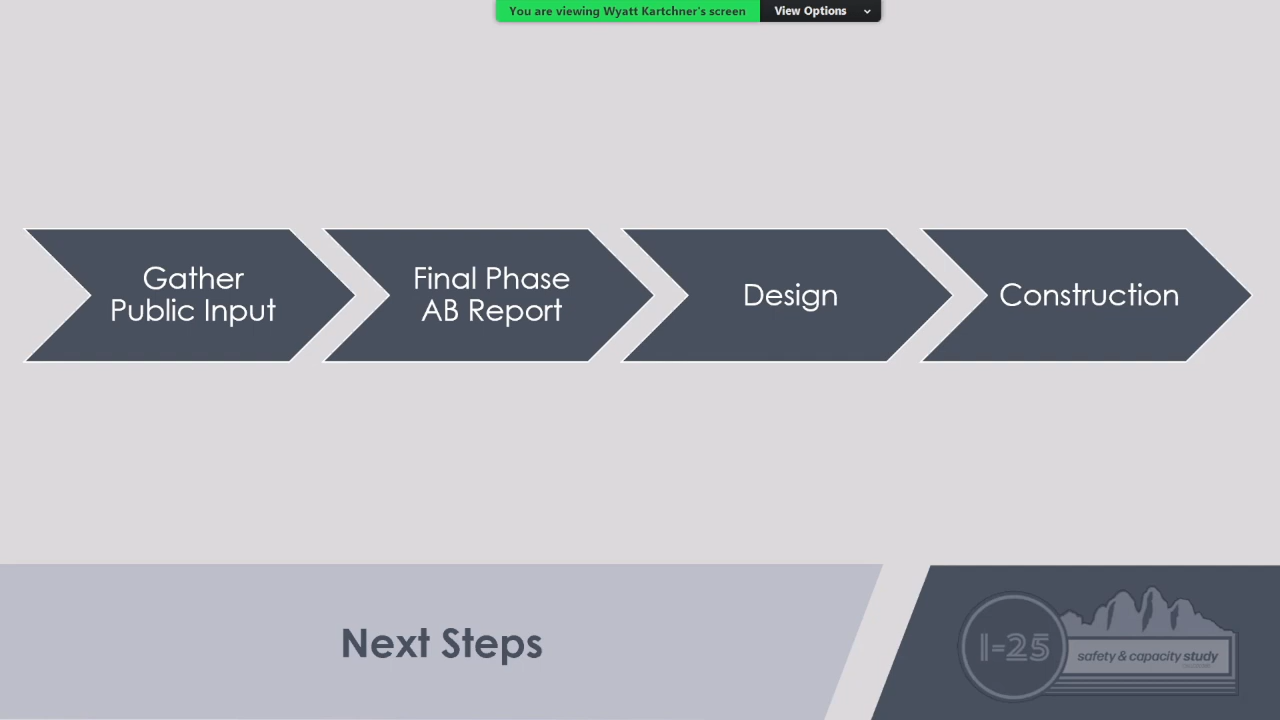 You are viewing Wyatt Kartchner's screen
View Options
Gather
Public Input
Final Phase
AB Report
Design
Construction
Next Steps
I-25
safety & capacity study